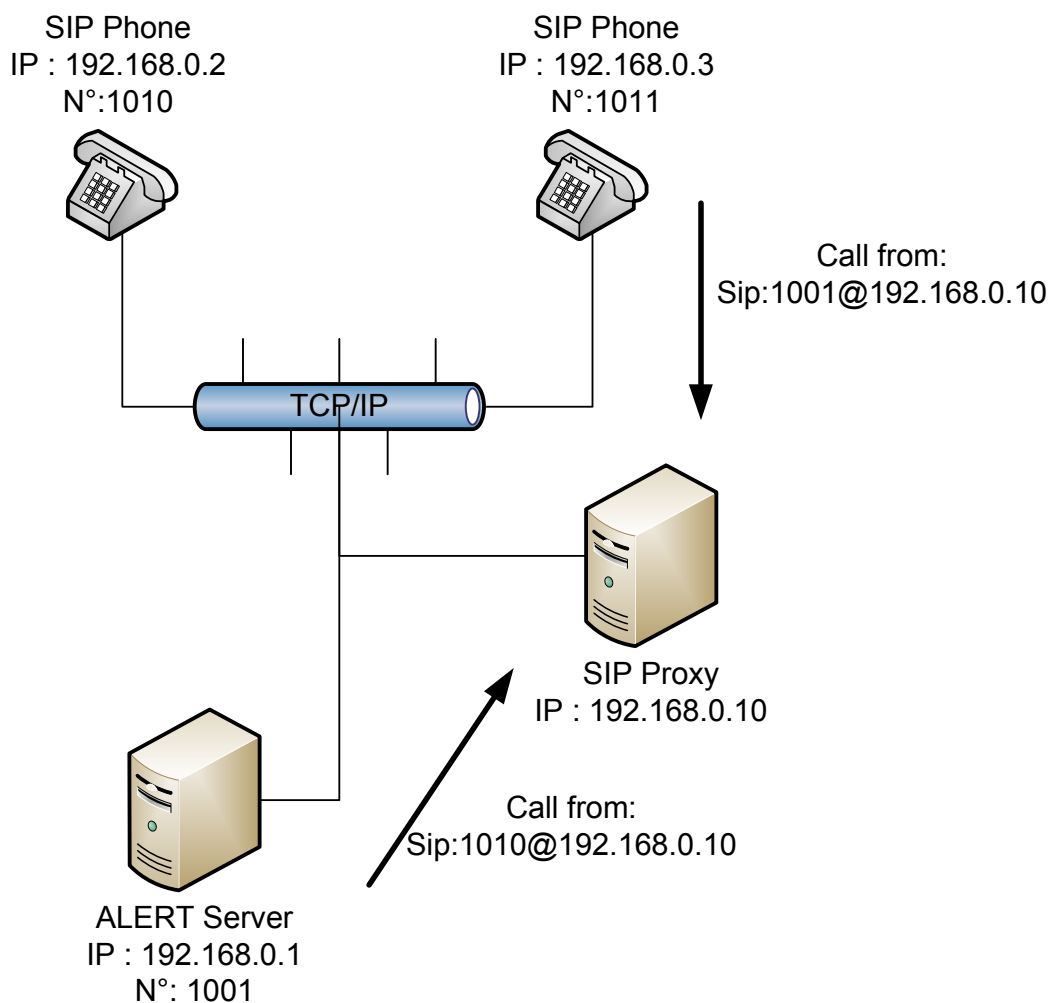 SIP Phone
IP : 192.168.0.2
N°:1010
SIP Phone
IP : 192.168.0.3
N°:1011
Call from:
Sip:1001@192.168.0.10
TCP/IP
SIP Proxy
IP : 192.168.0.10
Call from:
Sip:1010@192.168.0.10
ALERT Server
IP : 192.168.0.1
N°: 1001